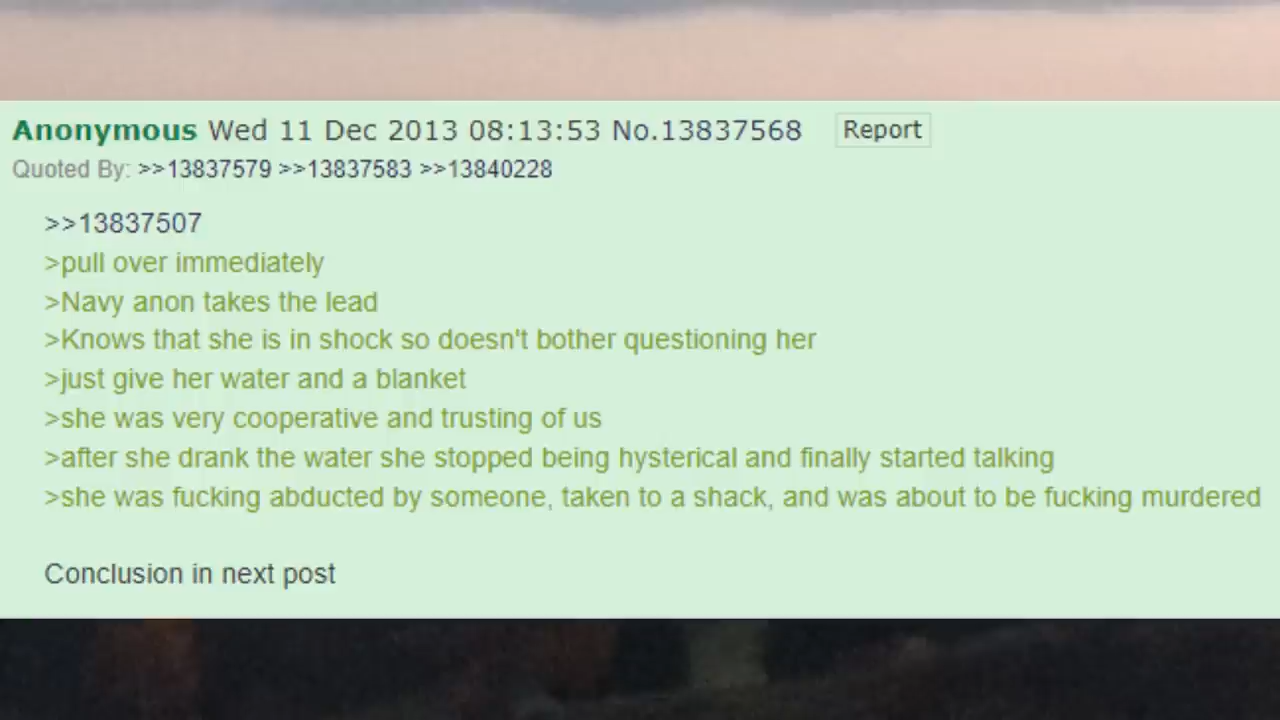 Anonymous Wed 11 Dec 2013 08:13:53 No.13837568 Report
Quoted By: >>13837579 >>13837583 >>13840228
>>13837507
>pull over immediately
>Navy anon takes the lead
>Knows that she is in shock so doesn't bother questioning her
>just give her water and a blanket
>she was very cooperative and trusting of us
>after she drank the water she stopped being hysterical and finally started talking
>she was fucking abducted by someone, taken to a shack, and was about to be fucking murdered
Conclusion in next post